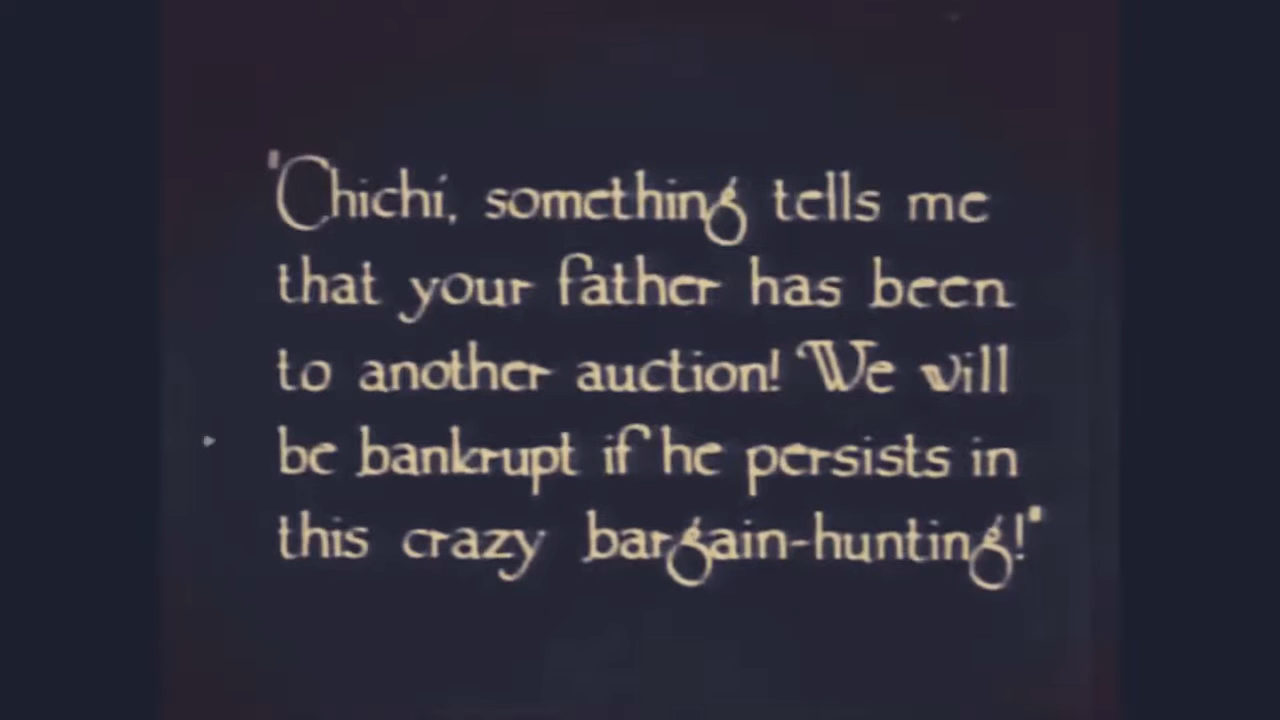 "Chichi, something tells me
that your father has been
to another auction! We will
be bankrupt if he persists in
this crazy bargain-hunting!"